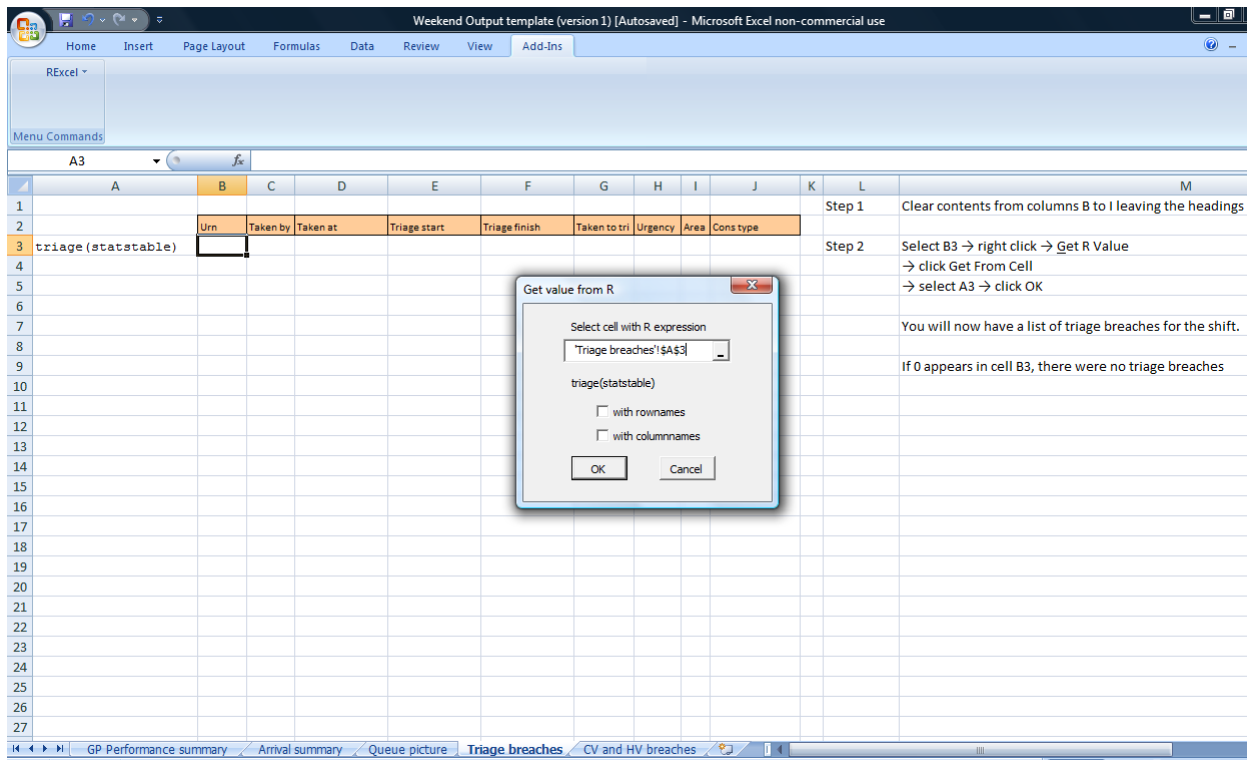 Weekend Output template (version 1) [Autosaved] - Microsoft Excel non-commercial use
Home Insert Page Layout Formulas Data Review View Add-Ins
RExcel
Menu Commands
A3 fx
A B C D E F G H I J K L M
1 Step 1 Clear contents from columns B to I leaving the headings
2 Urn Taken by Taken at Triage start Triage finish Taken to tri Urgency Area Cons type
3 triage(statstable) Step 2 Select B3 → right click → Get R Value
4 → click Get From Cell
5 → select A3 → click OK
6
7 You will now have a list of triage breaches for the shift.
8
9 If 0 appears in cell B3, there were no triage breaches
10
11
12
13
14
15
16
17
18
19
20
21
22
23
24
25
26
27
Get value from R
Select cell with R expression
'Triage breaches'!$A$3
triage(statstable)
with rownames
with columnnames
OK Cancel
GP Performance summary Arrival summary Queue picture Triage breaches CV and HV breaches